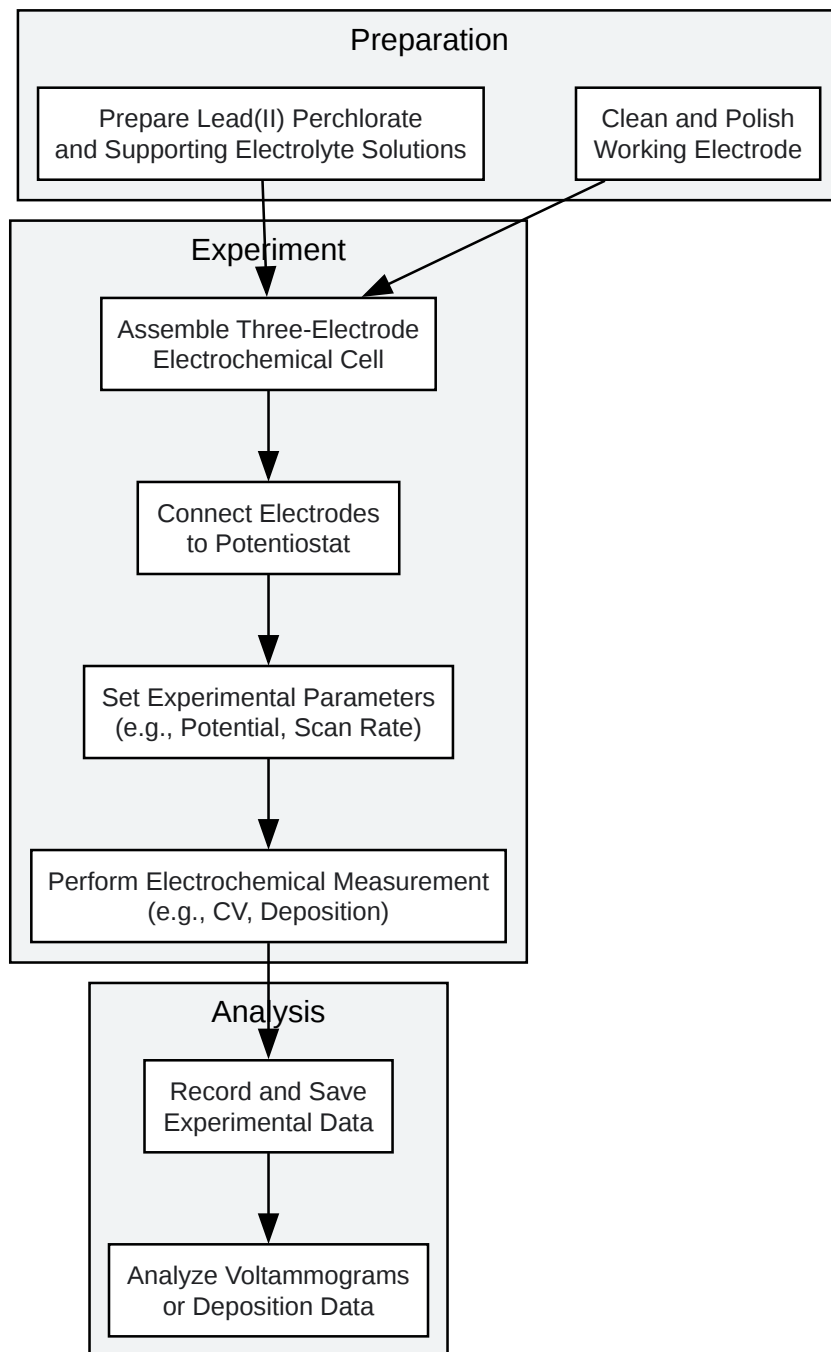 Preparation
Prepare Lead(II) Perchlorate
and Supporting Electrolyte Solutions
Clean and Polish
Working Electrode
Experiment
Assemble Three-Electrode
Electrochemical Cell
Connect Electrodes
to Potentiostat
Set Experimental Parameters
(e.g., Potential, Scan Rate)
Perform Electrochemical Measurement
(e.g., CV, Deposition)
Analysis
Record and Save
Experimental Data
Analyze Voltammograms
or Deposition Data